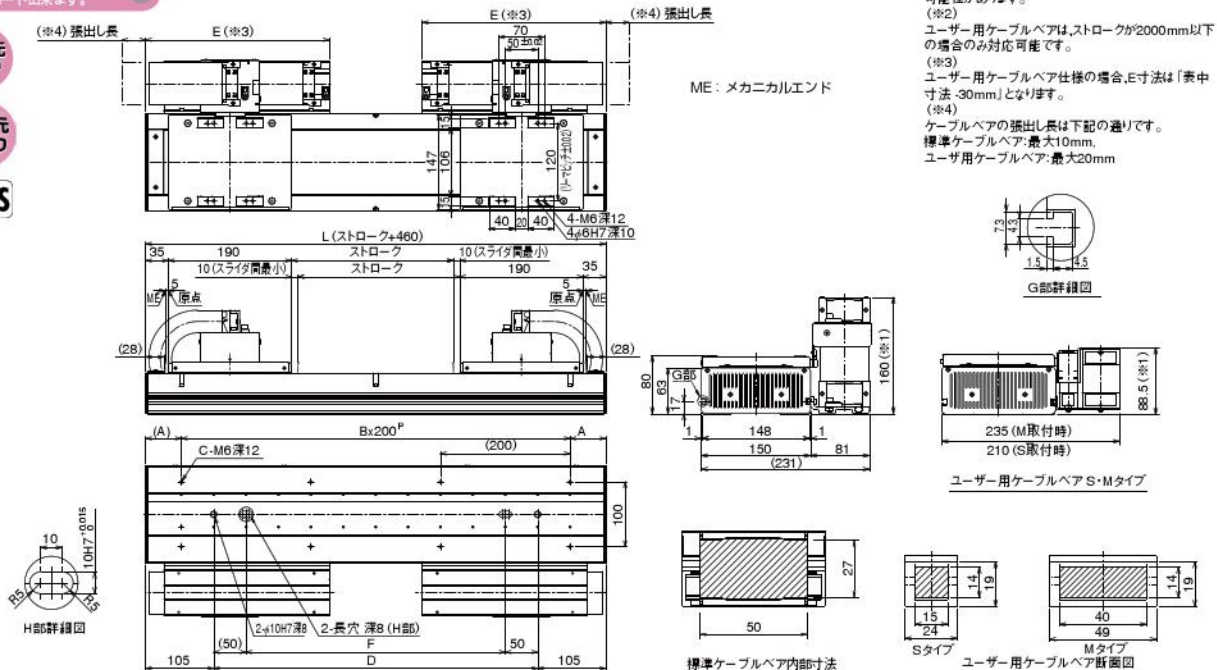 (※4) 張出し長
E(※3)
E(※3)
(※4) 張出し長
70
50±0.02
ME：メカニカルエンド
(※2)
ユーザー用ケーブルベアは、ストロークが2000mm以下
の場合のみ対応可能です。
(※3)
ユーザー用ケーブルベア仕様の場合、E寸法は「表中
寸法 -30mm」となります。
(※4)
ケーブルベアの張出し長は下記の通りです。
標準ケーブルベア:最大10mm、
ユーザ用ケーブルベア:最大20mm
15
147
106
15
120
(リーマピッチ±0.02)
40
20
40
4-M6深12
4-φ6H7深10
7.3
4.3
1.5
4.5
G部詳細図
L(ストローク+460)
35
190
ストローク
10(スライダ間最小)
10(スライダ間最小)
ストローク
190
35
5
ME
原点
5
原点
ME
(28)
(28)
80
63
G部
17
160(※1)
1
148
1
150
81
(231)
88.5(※1)
235(M取付時)
210(S取付時)
ユーザー用ケーブルベア S・Mタイプ
(A)
Bx200P
A
C-M6深12
(200)
100
10
10H7 +0.015 0
R5
R5
H部詳細図
2-φ10H7深8
2-長穴 深8 (H部)
(50)
F
50
105
D
105
27
50
標準ケーブルベア内部寸法
14
19
15
24
Sタイプ
14
19
40
49
Mタイプ
ユーザー用ケーブルベア断面図